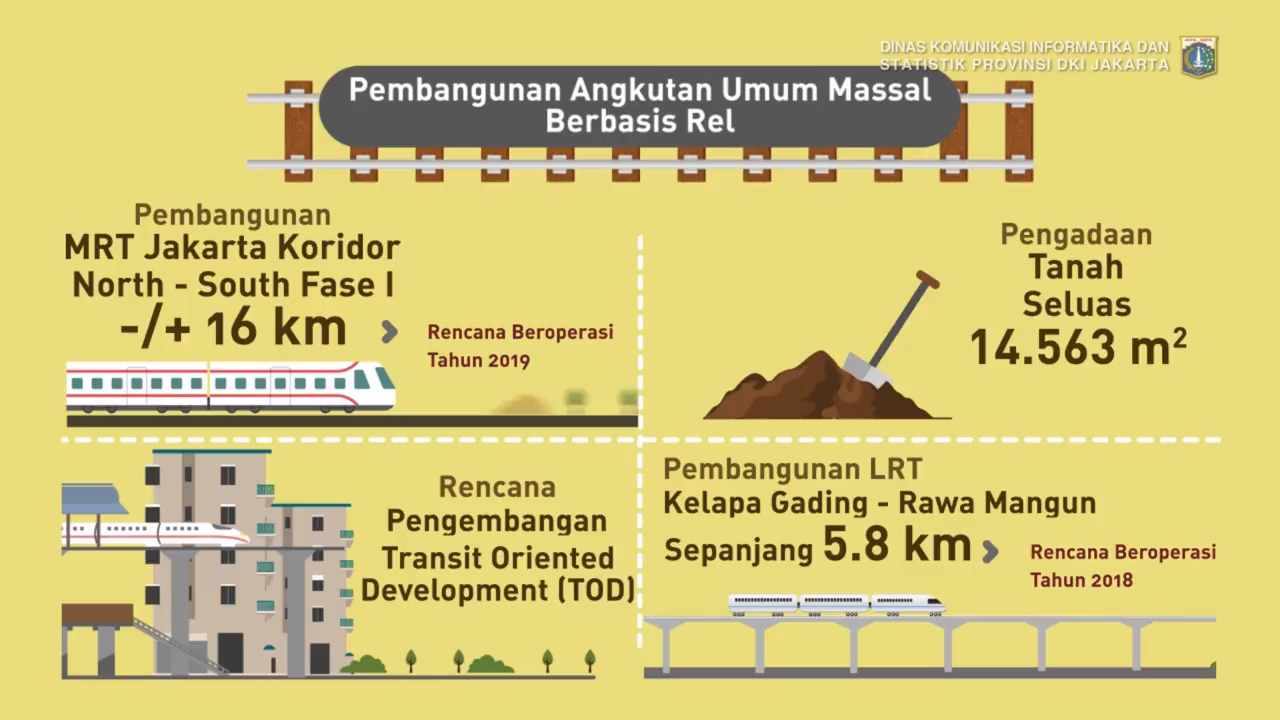 DINAS KOMUNIKASI INFORMATIKA DAN
STATISTIK PROVINSI DKI JAKARTA
Pembangunan Angkutan Umum Massal
Berbasis Rel
Pembangunan
MRT Jakarta Koridor
North - South Fase I
-/+ 16 km
Rencana Beroperasi
Tahun 2019
Pengadaan
Tanah
Seluas
14.563 m²
Rencana
Pengembangan
Transit Oriented
Development (TOD)
Pembangunan LRT
Kelapa Gading - Rawa Mangun
Sepanjang 5.8 km
Rencana Beroperasi
Tahun 2018